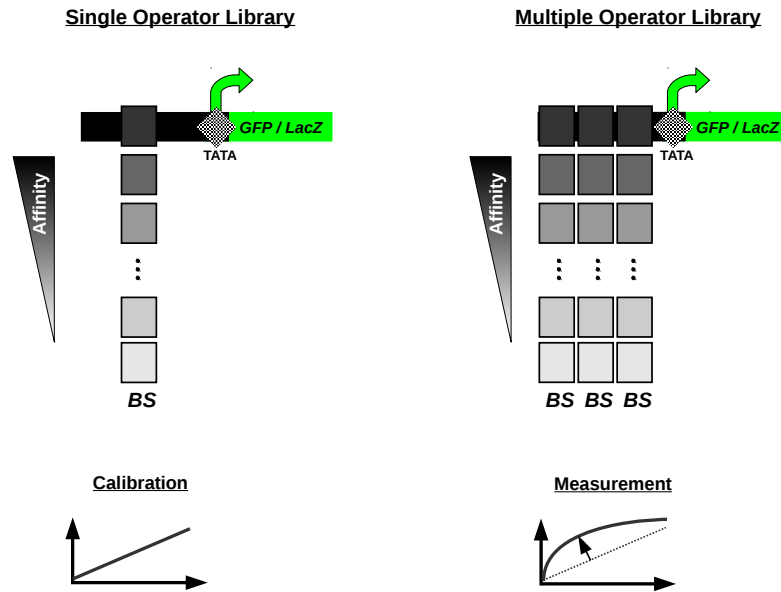 Single Operator Library
GFP / LacZ
TATA
Affinity
BS
Calibration
Multiple Operator Library
GFP / LacZ
TATA
Affinity
BS BS BS
Measurement